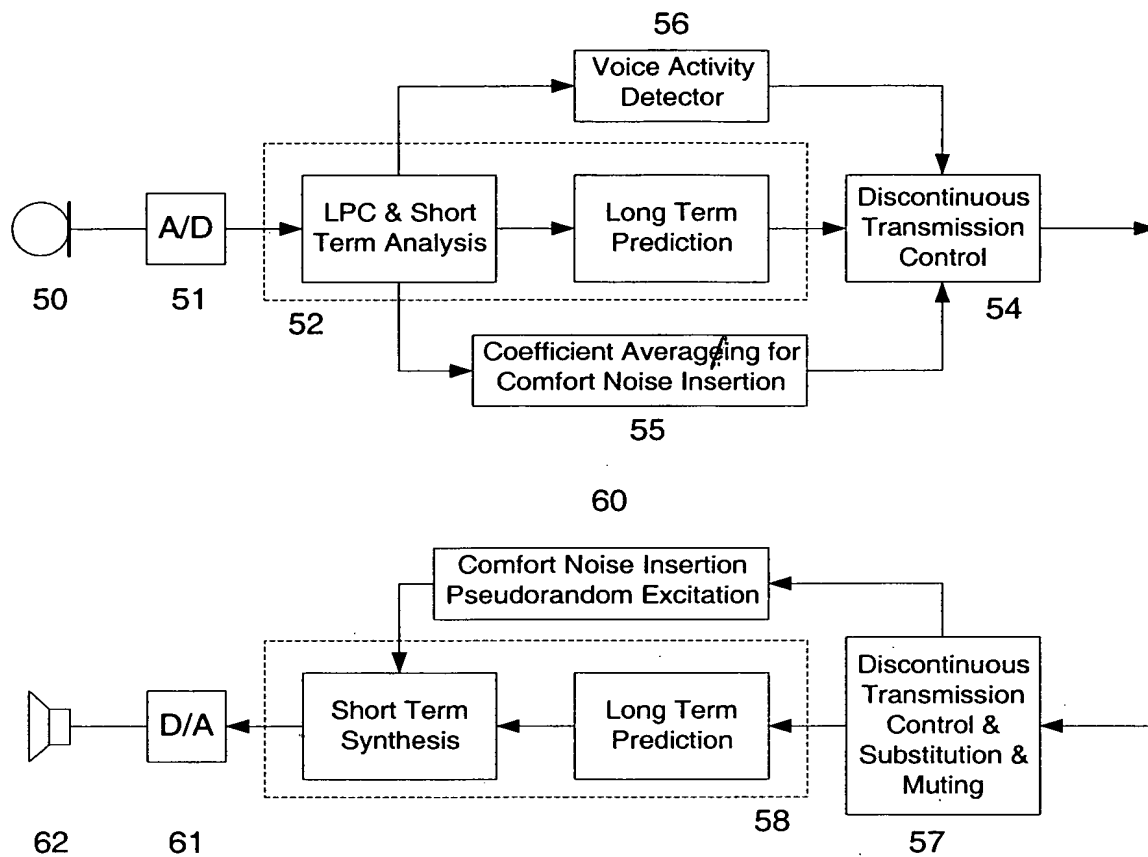 56
Voice Activity
Detector
A/D
LPC & Short
Term Analysis
Long Term
Prediction
Discontinuous
Transmission
Control
50
51
52
54
Coefficient Averageing for
Comfort Noise Insertion
55
60
Comfort Noise Insertion
Pseudorandom Excitation
D/A
Short Term
Synthesis
Long Term
Prediction
Discontinuous
Transmission
Control &
Substitution &
Muting
58
62
61
57